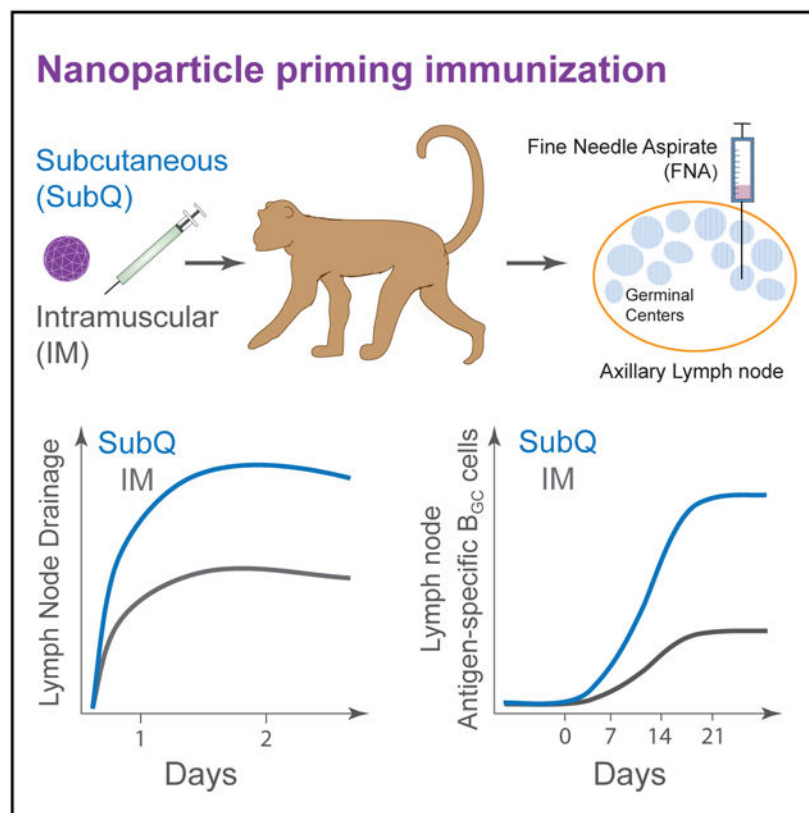 Nanoparticle priming immunization
Subcutaneous
(SubQ)
Intramuscular
(IM)
Fine Needle Aspirate
(FNA)
Germinal
Centers
Axillary Lymph node
SubQ
IM
Lymph Node Drainage
1 2
Days
SubQ
IM
Lymph node
Antigen-specific BGC cells
0 7 14 21
Days